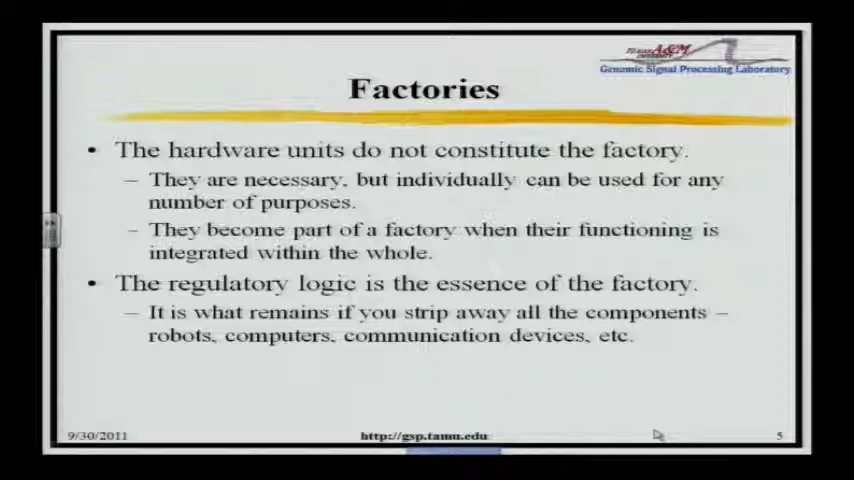 TEXAS A&M
UNIVERSITY
Genomic Signal Processing Laboratory
Factories
• The hardware units do not constitute the factory.
– They are necessary, but individually can be used for any
number of purposes.
– They become part of a factory when their functioning is
integrated within the whole.
• The regulatory logic is the essence of the factory.
– It is what remains if you strip away all the components –
robots, computers, communication devices, etc.
9/30/2011
http://gsp.tamu.edu
5